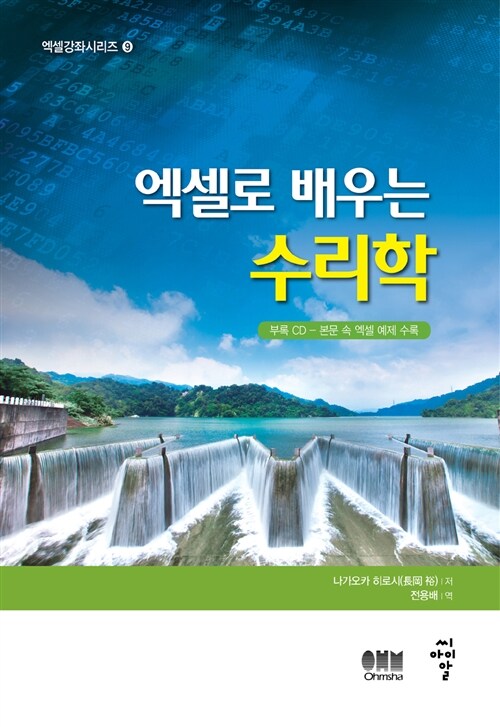 엑셀강좌시리즈 9
엑셀로 배우는
수리학
부록 CD - 본문 속 엑셀 예제 수록
나가오카 히로시(長岡 裕) | 저
전용배 | 역
OHM
Ohmsha
씨
아이
알